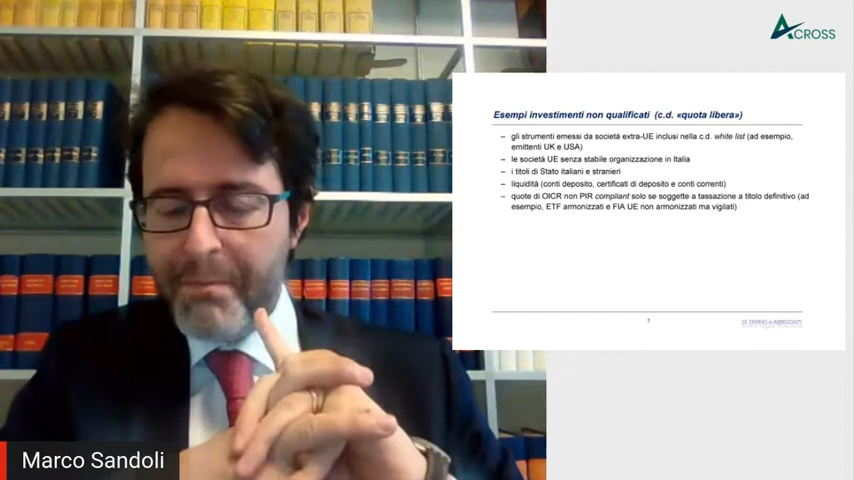 ACROSS
Esempi investimenti non qualificati (c.d. «quota libera»)
– gli strumenti emessi da società extra-UE inclusi nella c.d. white list (ad esempio,
emittenti UK e USA)
– le società UE senza stabile organizzazione in Italia
– i titoli di Stato italiani e stranieri
– liquidità (conti deposito, certificati di deposito e conti correnti)
– quote di OICR non PIR compliant solo se soggette a tassazione a titolo definitivo (ad
esempio, ETF armonizzati e FIA UE non armonizzati ma vigilati)
7
DI TANNO e ASSOCIATI
Marco Sandoli